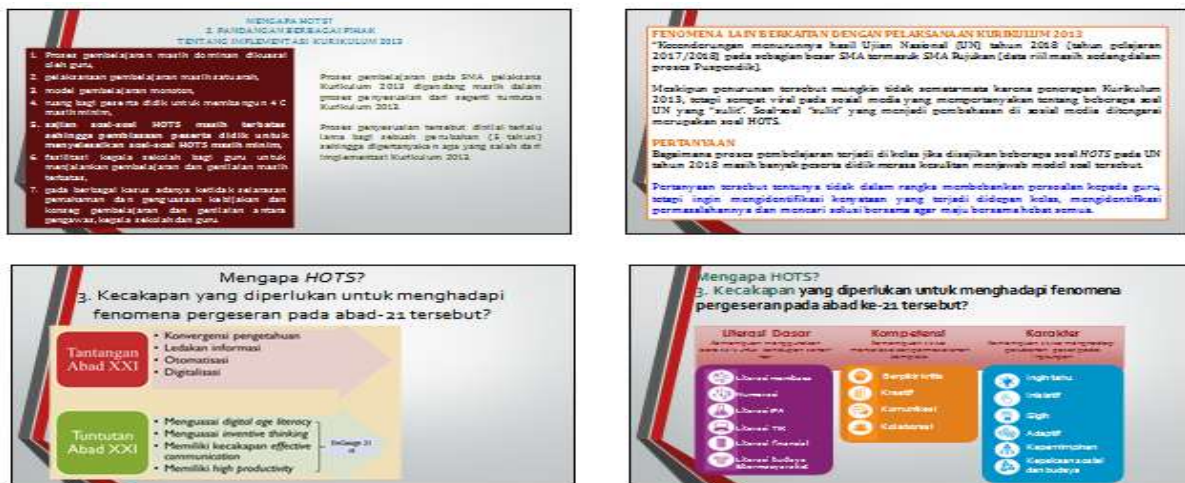 MENGAPA HOTS?
2. PANDANGAN BERBAGAI PIHAK
TENTANG IMPLEMENTASI KURIKULUM 2013
1. Proses pembelajaran masih dominan dikuasai
oleh guru,
2. pelaksanaan pembelajaran masih satu arah,
3. model pembelajaran monoton,
4. ruang bagi peserta didik untuk membangun 4 C
masih minim,
5. sajian soal-soal HOTS masih terbatas
sehingga pembiasaan peserta didik untuk
menyelesaikan soal-soal HOTS masih minim,
6. fasilitasi kepala sekolah bagi guru untuk
menjalankan pembelajaran dan penilaian masih
terbatas,
7. pada berbagai kasus adanya ketidak selarasan
pemahaman dan penguasaan kebijakan dan
konsep pembelajaran dan penilaian antara
pengawas, kepala sekolah dan guru
Proses pembelajaran pada SMA pelaksana
Kurikulum 2013 dipandang masih dalam
proses penyesuaian dari seperti tuntutan
Kurikulum 2013.
Proses penyesuaian tersebut dinilai terlalu
lama bagi sebuah perubahan (5 tahun)
sehingga dipertanyakan apa yang salah dari
implementasi Kurikulum 2013.
FENOMENA LAIN BERKAITAN DENGAN PELAKSANAAN KURIKULUM 2013
"Kecenderungan menurunnya hasil Ujian Nasional (UN) tahun 2018 (tahun pelajaran
2017/2018) pada sebagian besar SMA termasuk SMA Rujukan (data riil masih sedang dalam
proses Puspendik).
Meskipun penurunan tersebut mungkin tidak semata-mata karena penerapan Kurikulum
2013, tetapi sempat viral pada sosial media yang mempertanyakan tentang beberapa soal
UN yang "sulit". Soal-soal "sulit" yang menjadi pembahasan di sosial media ditengarai
merupakan soal HOTS.
PERTANYAAN
Bagaimana proses pembelajaran terjadi di kelas jika disajikan beberapa soal HOTS pada UN
tahun 2018 masih banyak peserta didik merasa kesulitan menjawab model soal tersebut.
Pertanyaan tersebut tentunya tidak dalam rangka membebankan persoalan kepada guru,
tetapi ingin mengidentifikasi kenyataan yang terjadi didepan kelas, mengidentifikasi
permasalahannya dan mencari solusi bersama agar maju bersama hebat semua.
Mengapa HOTS?
3. Kecakapan yang diperlukan untuk menghadapi
fenomena pergeseran pada abad-21 tersebut?
Tantangan
Abad XXI
• Konvergensi pengetahuan
• Ledakan informasi
• Otomatisasi
• Digitalisasi
Tuntutan
Abad XXI
• Menguasai digital age literacy
• Menguasai inventive thinking
• Memiliki kecakapan effective
communication
• Memiliki high productivity
Mengapa HOTS?
3. Kecakapan yang diperlukan untuk menghadapi fenomena
pergeseran pada abad ke-21 tersebut?
Literasi Dasar
Kompetensi
Karakter
Literasi membaca
Numerasi
Literasi IPA
Literasi TIK
Literasi finansial
Literasi budaya
Berpikir kritis
Kreatif
Komunikasi
Kolaborasi
Ingin tahu
Inisiatif
Gigih
Adaptif
Kepemimpinan
Kepekaan sosial
dan budaya